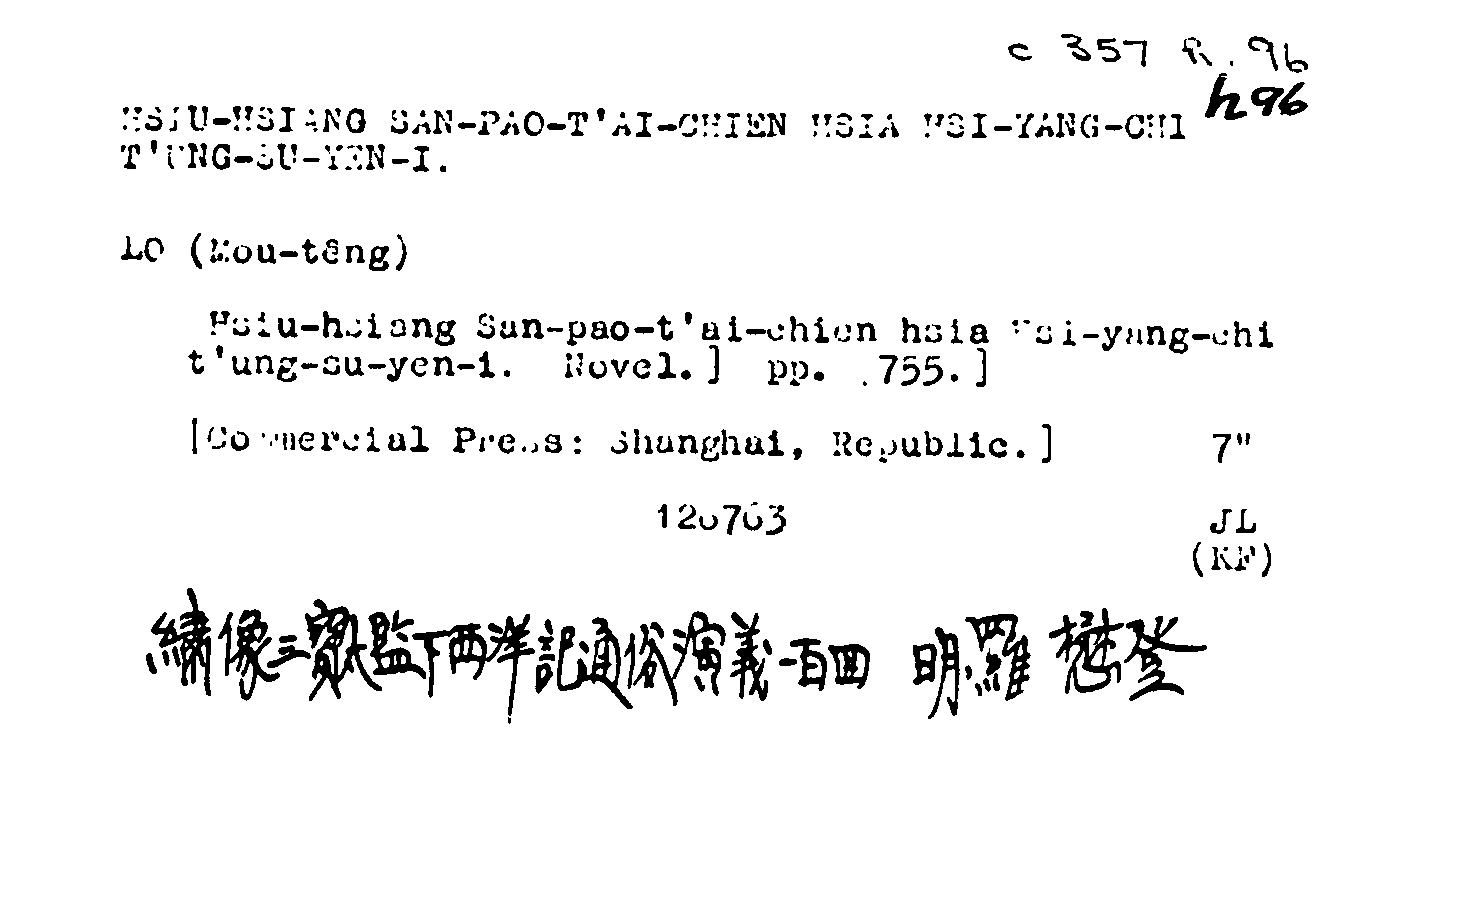 c 357 R. 96
h96
HSIU-HSIANG SAN-PAO-T'AI-CHIEN HSIA HSI-YANG-CHI
T'UNG-SU-YEN-I.
LO (Mou-têng)
Hsiu-hsiang San-pao-t'ai-chien hsia Hsi-yang-chi
t'ung-su-yen-i. Novel.] pp. 755.]
[Commercial Press: Shanghai, Republic.] 7"
JL
(KF)
繡像三寶太監下西洋記通俗演義一百回 明 羅懋登